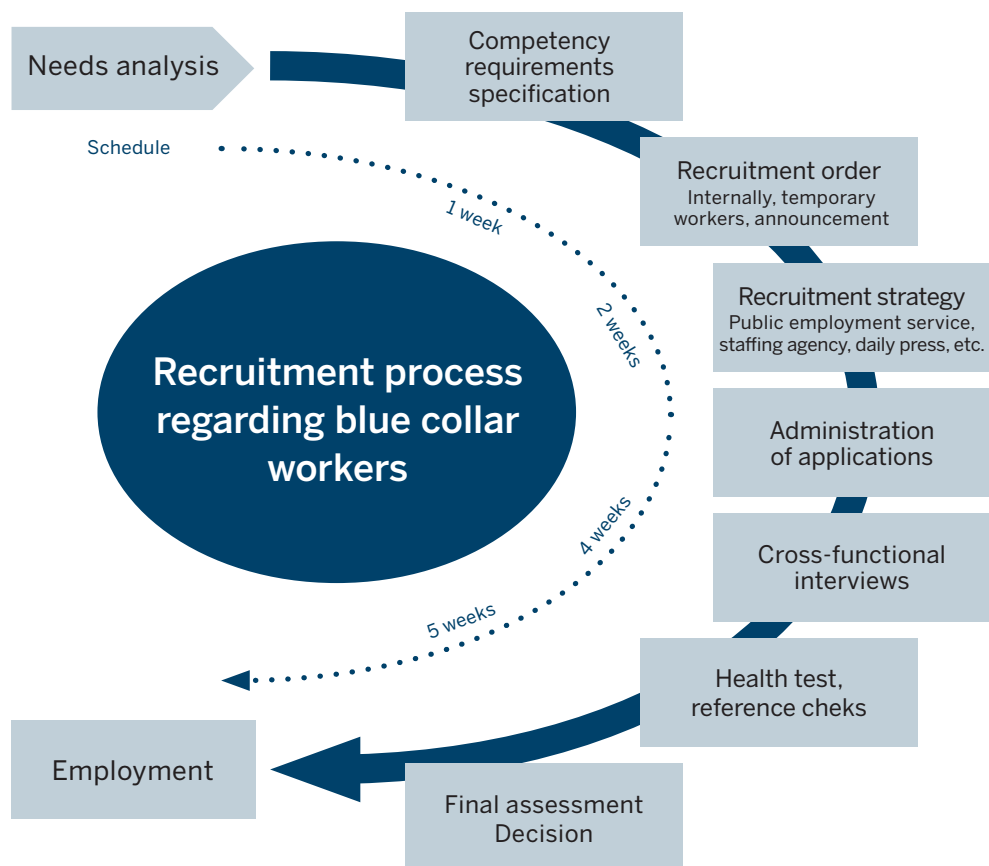 Needs analysis
Competency
requirements
specification
Schedule
Recruitment order
Internally, temporary
workers, announcement
1 week
Recruitment strategy
Public employment service,
staffing agency, daily press, etc.
2 weeks
Recruitment process
regarding blue collar
workers
Administration
of applications
4 weeks
Cross-functional
interviews
5 weeks
Health test,
reference cheks
Employment
Final assessment
Decision